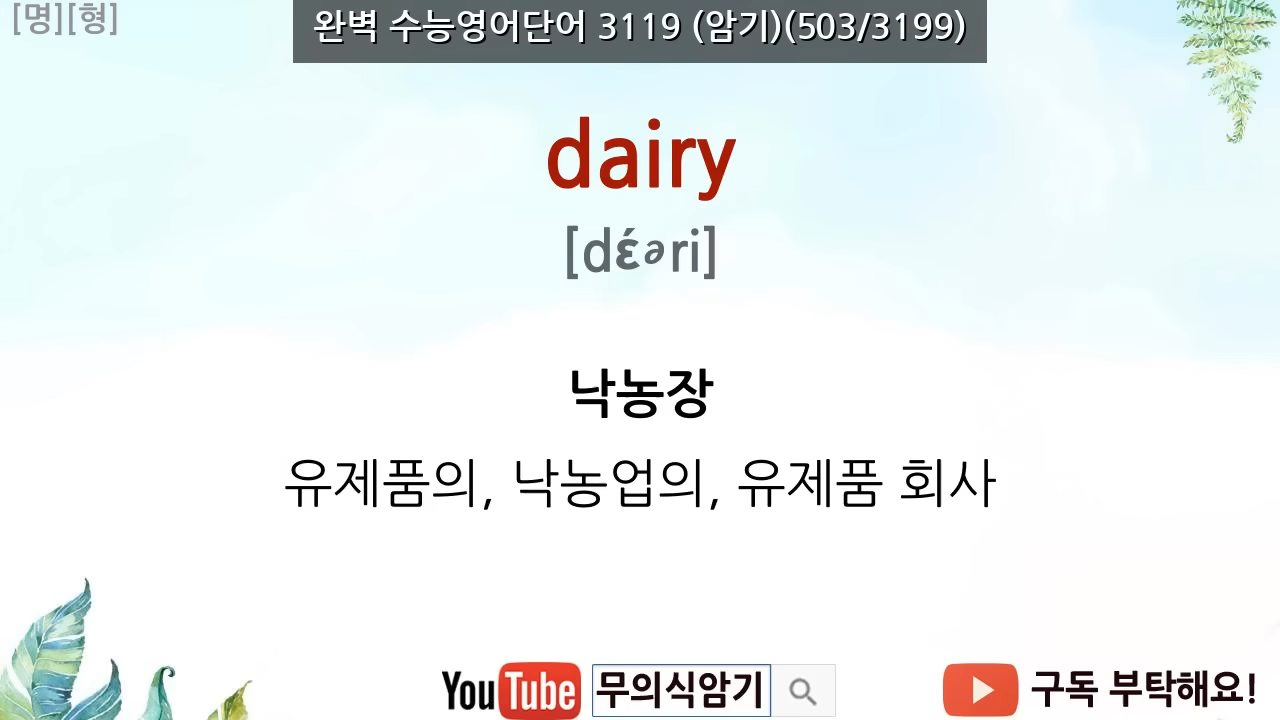 [명][형]
완벽 수능영어단어 3119 (암기)(503/3199)
dairy
[dɛ́əri]
낙농장
유제품의, 낙농업의, 유제품 회사
YouTube 무의식암기
구독 부탁해요!